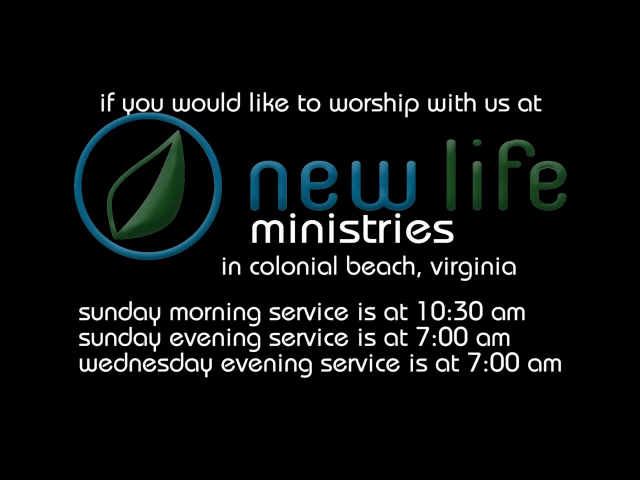 if you would like to worship with us at
new life
ministries
in colonial beach, virginia
sunday morning service is at 10:30 am
sunday evening service is at 7:00 am
wednesday evening service is at 7:00 am